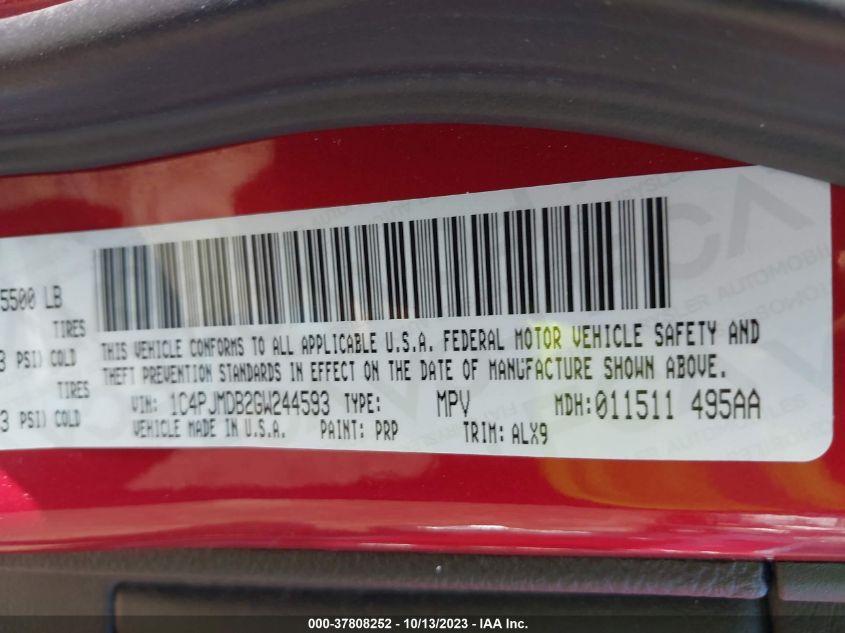 5500 LB
TIRES
3 PSI) COLD
TIRES
3 PSI) COLD
THIS VEHICLE CONFORMS TO ALL APPLICABLE U.S.A. FEDERAL MOTOR VEHICLE SAFETY AND
THEFT PREVENTION STANDARDS IN EFFECT ON THE DATE OF MANUFACTURE SHOWN ABOVE.
VIN: 1C4PJMDB2GW244593 TYPE: MPV MDH: 011511 495AA
VEHICLE MADE IN U.S.A. PAINT: PRP TRIM: ALX9
000-37808252 - 10/13/2023 - IAA Inc.